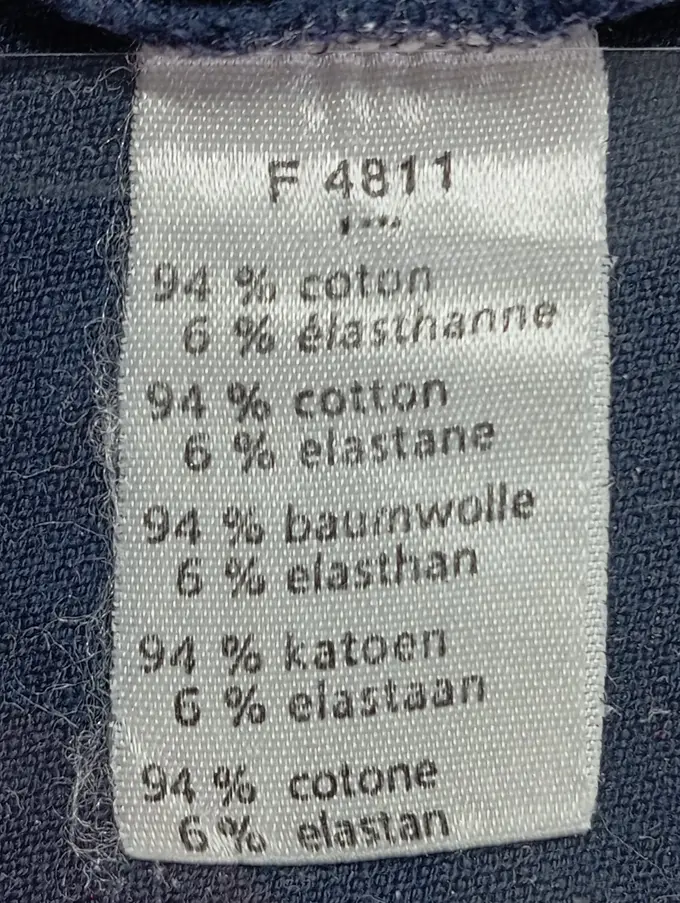 F 4811
94 % coton
6 % élasthanne
94 % cotton
6 % elastane
94 % baumwolle
6 % elasthan
94 % katoen
6 % elastaan
94 % cotone
6 % elastan